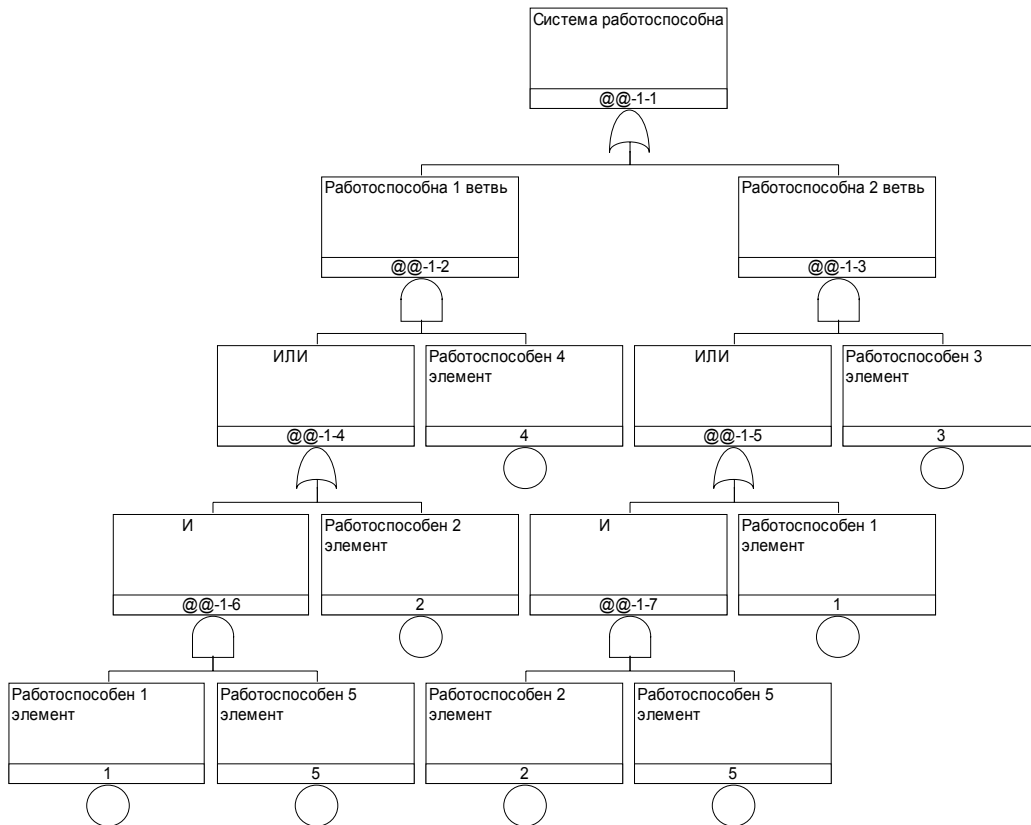 Система работоспособна
@@-1-1
Работоспособна 1 ветвь
@@-1-2
Работоспособна 2 ветвь
@@-1-3
ИЛИ
@@-1-4
Работоспособен 4
элемент
4
ИЛИ
@@-1-5
Работоспособен 3
элемент
3
И
@@-1-6
Работоспособен 2
элемент
2
И
@@-1-7
Работоспособен 1
элемент
1
Работоспособен 1
элемент
1
Работоспособен 5
элемент
5
Работоспособен 2
элемент
2
Работоспособен 5
элемент
5